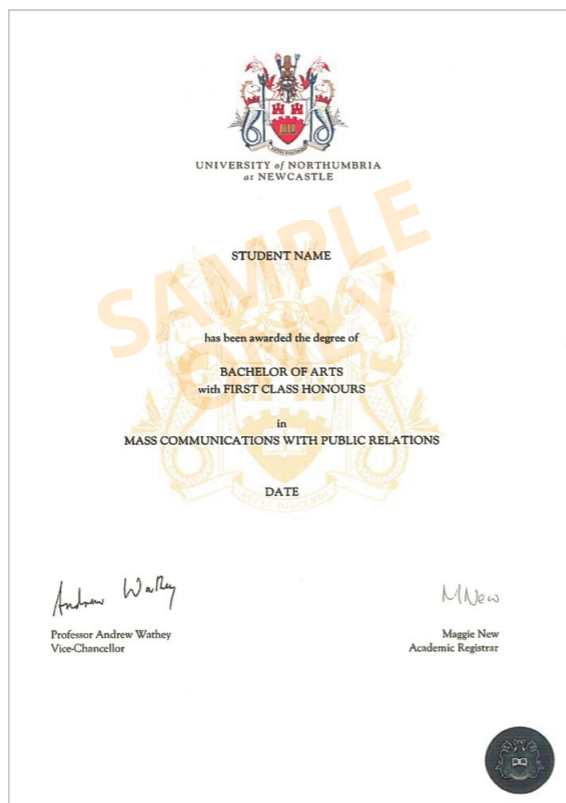 UNIVERSITY of NORTHUMBRIA
at NEWCASTLE
SAMPLE
ONLY
STUDENT NAME
has been awarded the degree of
BACHELOR OF ARTS
with FIRST CLASS HONOURS
in
MASS COMMUNICATIONS WITH PUBLIC RELATIONS
DATE
Andrew Wathey
MNew
Professor Andrew Wathey
Vice-Chancellor
Maggie New
Academic Registrar